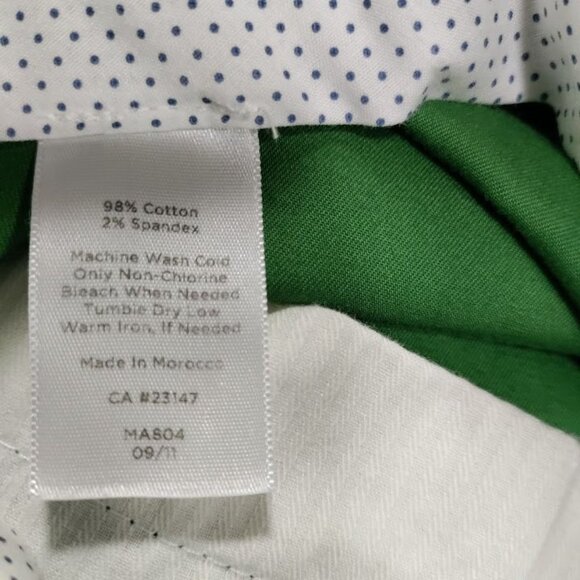 98% Cotton
2% Spandex
Machine Wash Cold
Only Non-Chlorine
Bleach When Needed
Tumble Dry Low
Warm Iron, If Needed
Made In Morocco
CA #23147
MA804
09/11